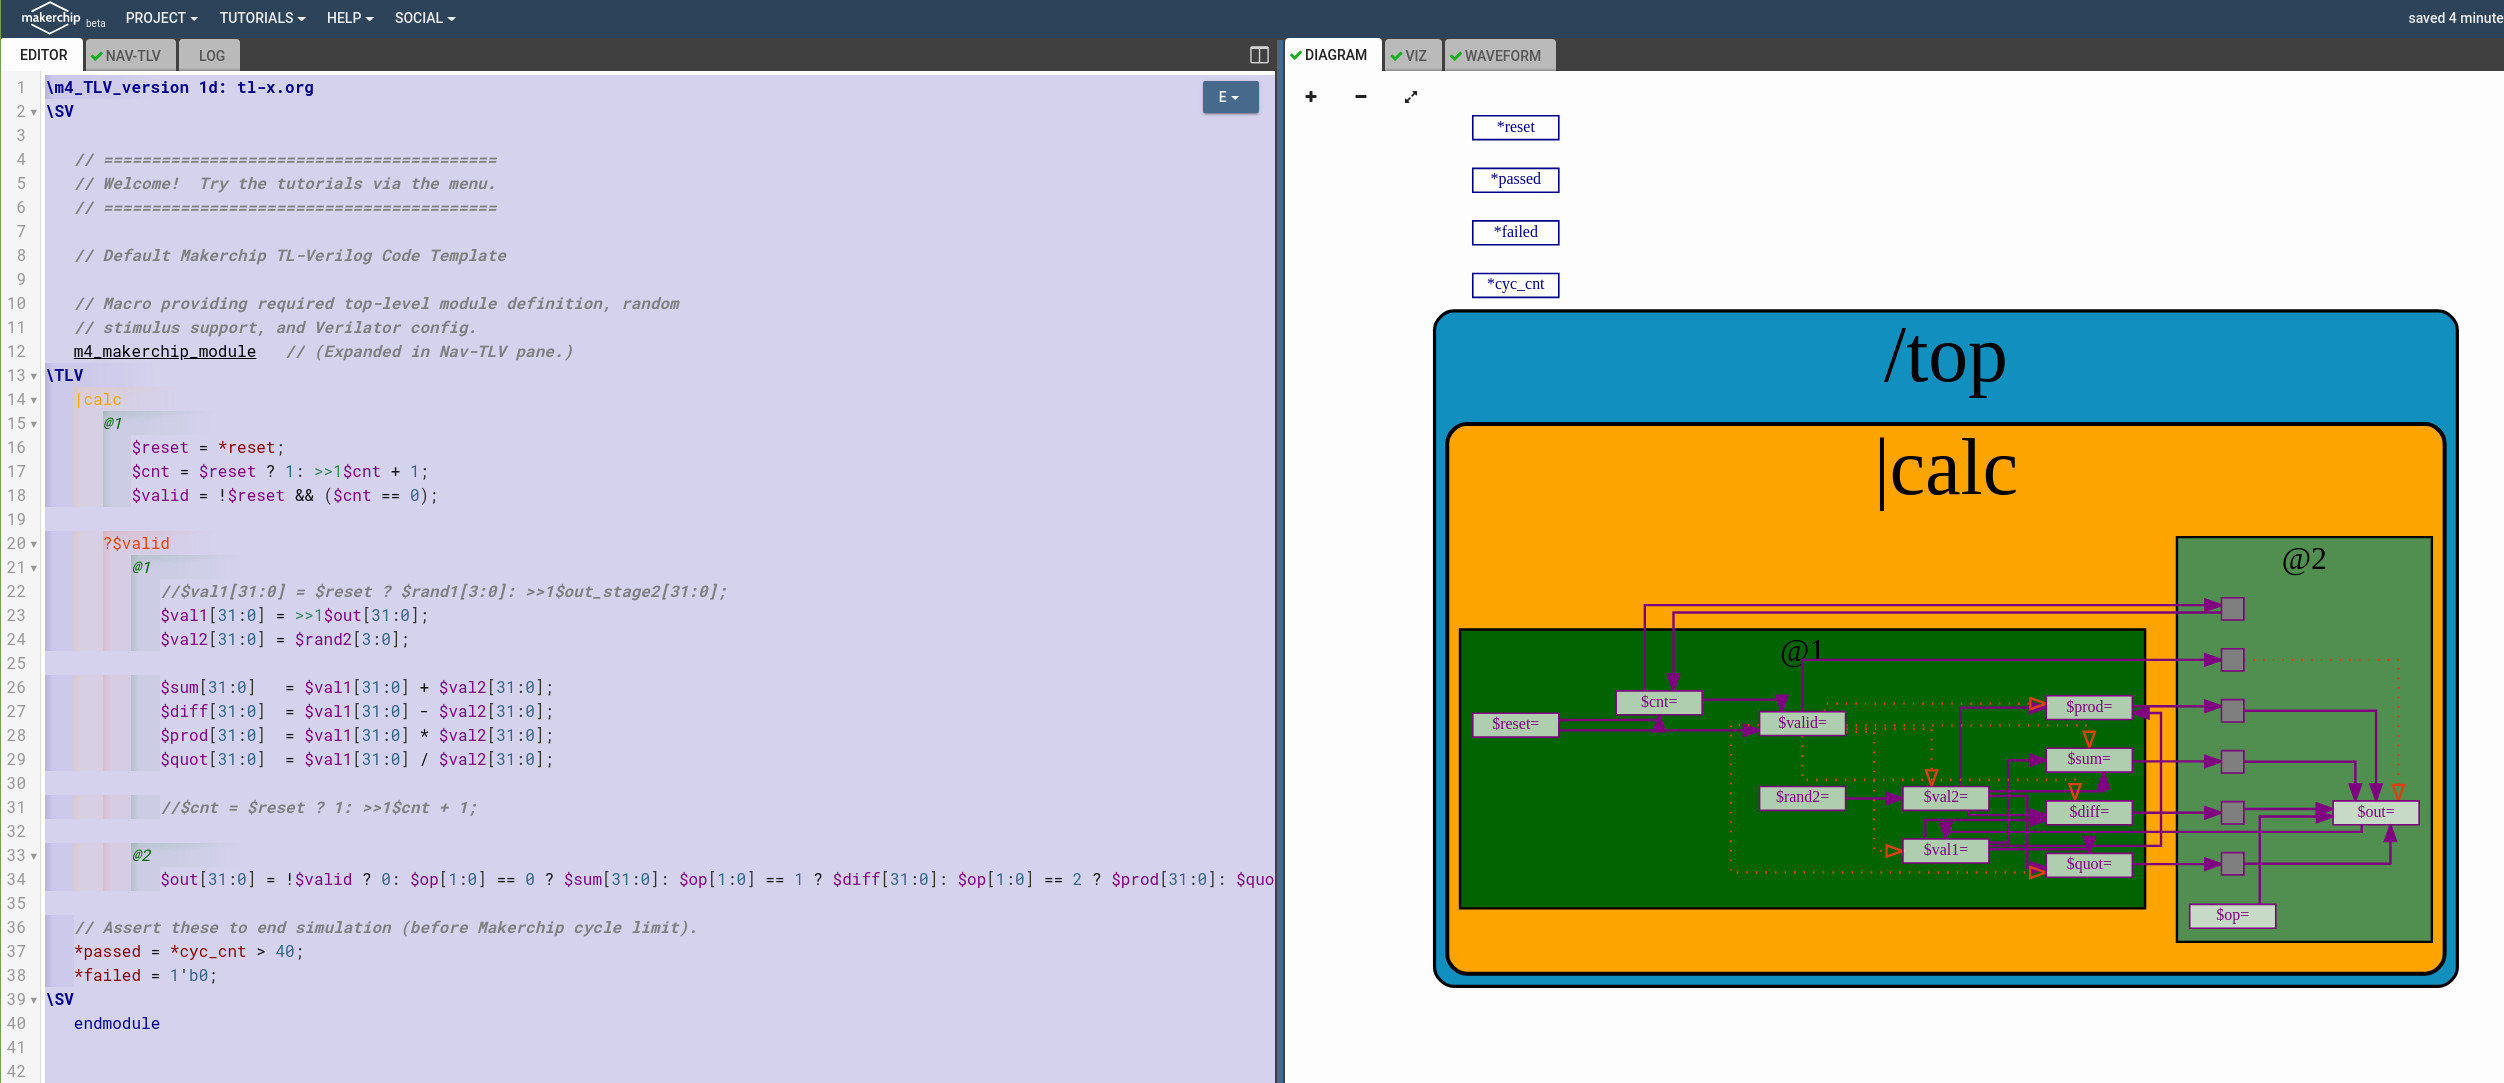 makerchip beta PROJECT TUTORIALS HELP SOCIAL saved 4 minute
EDITOR NAV-TLV LOG
1 \m4_TLV_version 1d: tl-x.org
2 \SV
3
4 // =========================================
5 // Welcome!  Try the tutorials via the menu.
6 // =========================================
7
8 // Default Makerchip TL-Verilog Code Template
9
10 // Macro providing required top-level module definition, random
11 // stimulus support, and Verilator config.
12 m4_makerchip_module   // (Expanded in Nav-TLV pane.)
13 \TLV
14 |calc
15 @1
16 $reset = *reset;
17 $cnt = $reset ? 1: >>1$cnt + 1;
18 $valid = !$reset && ($cnt == 0);
19
20 ?$valid
21 @1
22 //$val1[31:0] = $reset ? $rand1[3:0]: >>1$out_stage2[31:0];
23 $val1[31:0] = >>1$out[31:0];
24 $val2[31:0] = $rand2[3:0];
25
26 $sum[31:0]   = $val1[31:0] + $val2[31:0];
27 $diff[31:0]  = $val1[31:0] - $val2[31:0];
28 $prod[31:0]  = $val1[31:0] * $val2[31:0];
29 $quot[31:0]  = $val1[31:0] / $val2[31:0];
30
31 //$cnt = $reset ? 1: >>1$cnt + 1;
32
33 @2
34 $out[31:0] = !$valid ? 0: $op[1:0] == 0 ? $sum[31:0]: $op[1:0] == 1 ? $diff[31:0]: $op[1:0] == 2 ? $prod[31:0]: $quo
35
36 // Assert these to end simulation (before Makerchip cycle limit).
37 *passed = *cyc_cnt > 40;
38 *failed = 1'b0;
39 \SV
40 endmodule
41
42
E
DIAGRAM VIZ WAVEFORM
*reset
*passed
*failed
*cyc_cnt
/top
|calc
@2
@1
$cnt=
$prod=
$reset=
$valid=
$sum=
$rand2=
$val2=
$diff=
$out=
$val1=
$quot=
$op=